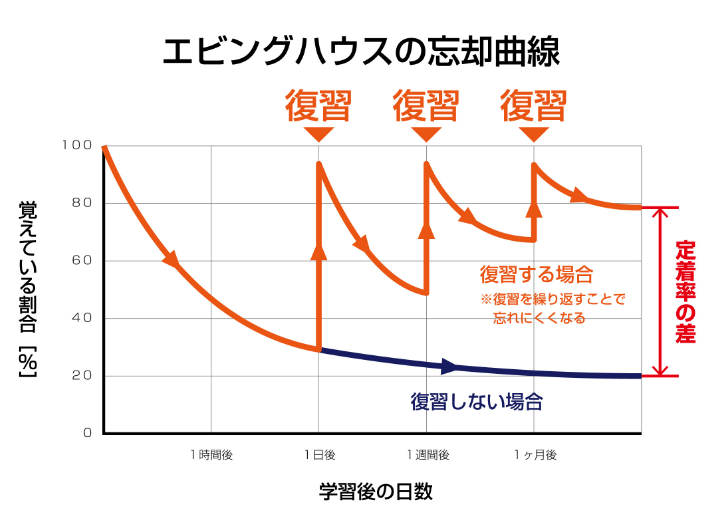 エビングハウスの忘却曲線
復習 復習 復習
100
80
60
40
20
0
覚えている割合［%］
復習する場合
※復習を繰り返すことで
忘れにくくなる
復習しない場合
定着率の差
1時間後 1日後 1週間後 1ヶ月後
学習後の日数